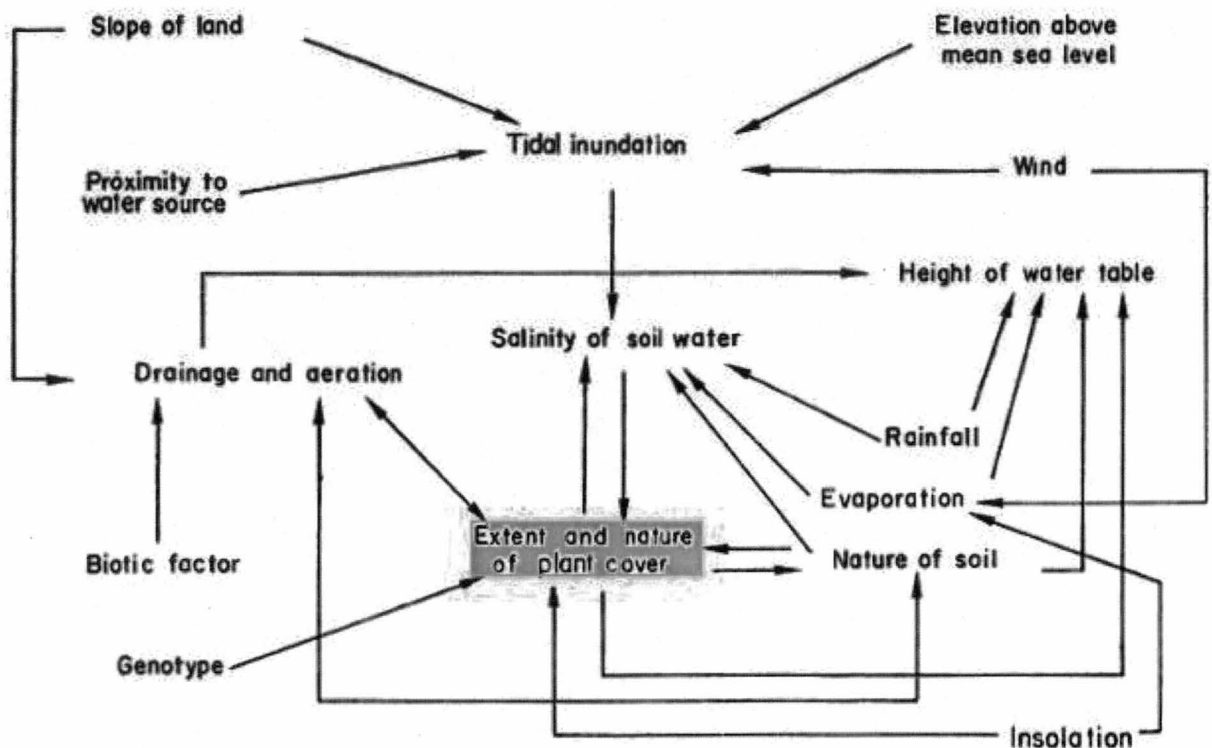 Slope of land
Elevation above
mean sea level
Tidal inundation
Wind
Proximity to
water source
Height of water table
Salinity of soil water
Drainage and aeration
Rainfall
Evaporation
Extent and nature
of plant cover
Biotic factor
Nature of soil
Genotype
Insolation